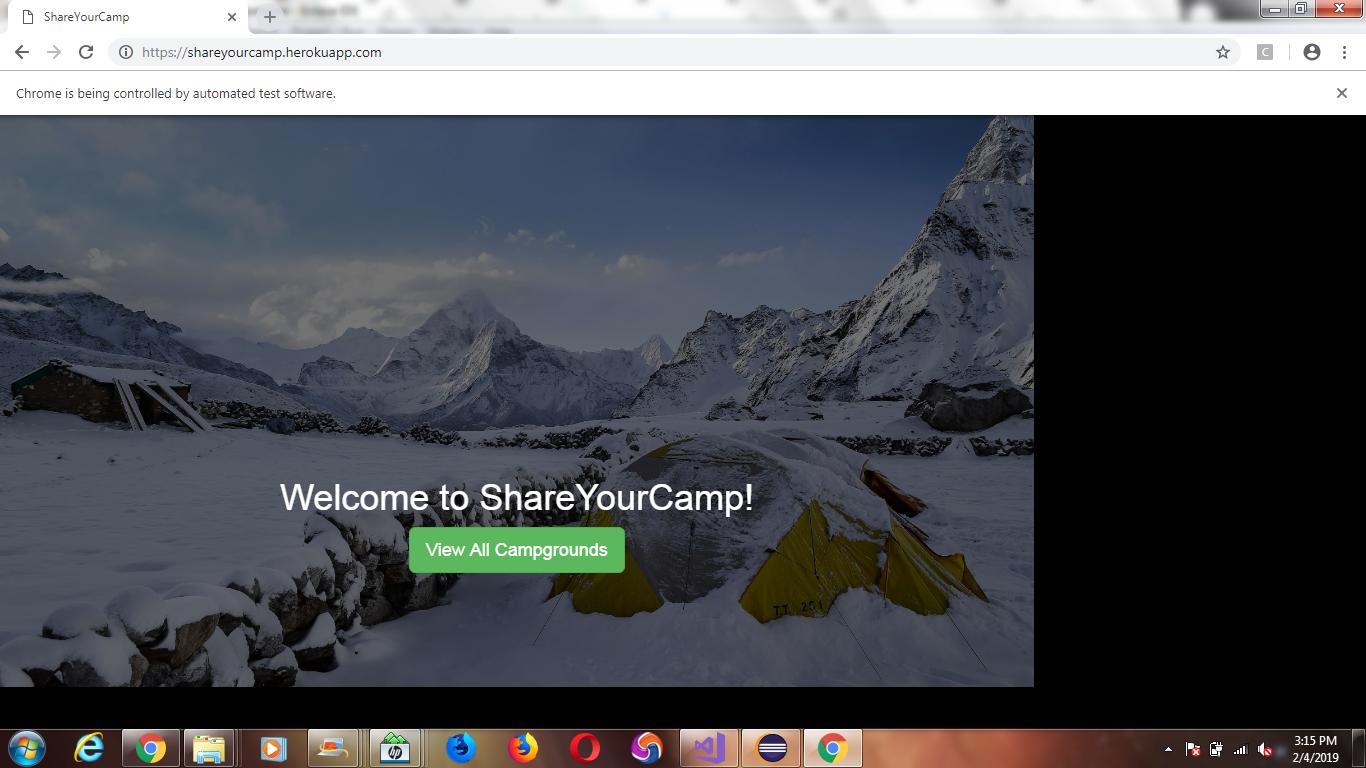 ShareYourCamp
https://shareyourcamp.herokuapp.com
C
Chrome is being controlled by automated test software.
Welcome to ShareYourCamp!
View All Campgrounds
hp
3:15 PM
2/4/2019